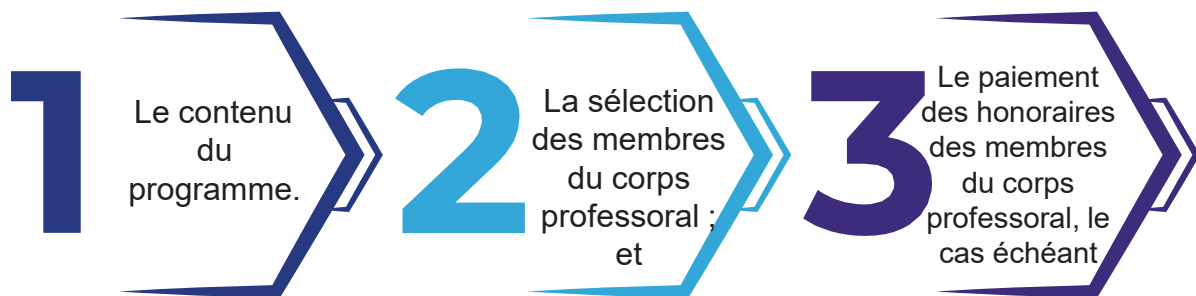 1
Le contenu
du
programme.
2
La sélection
des membres
du corps
professoral ;
et
3
Le paiement
des honoraires
des membres
du corps
professoral, le
cas échéant